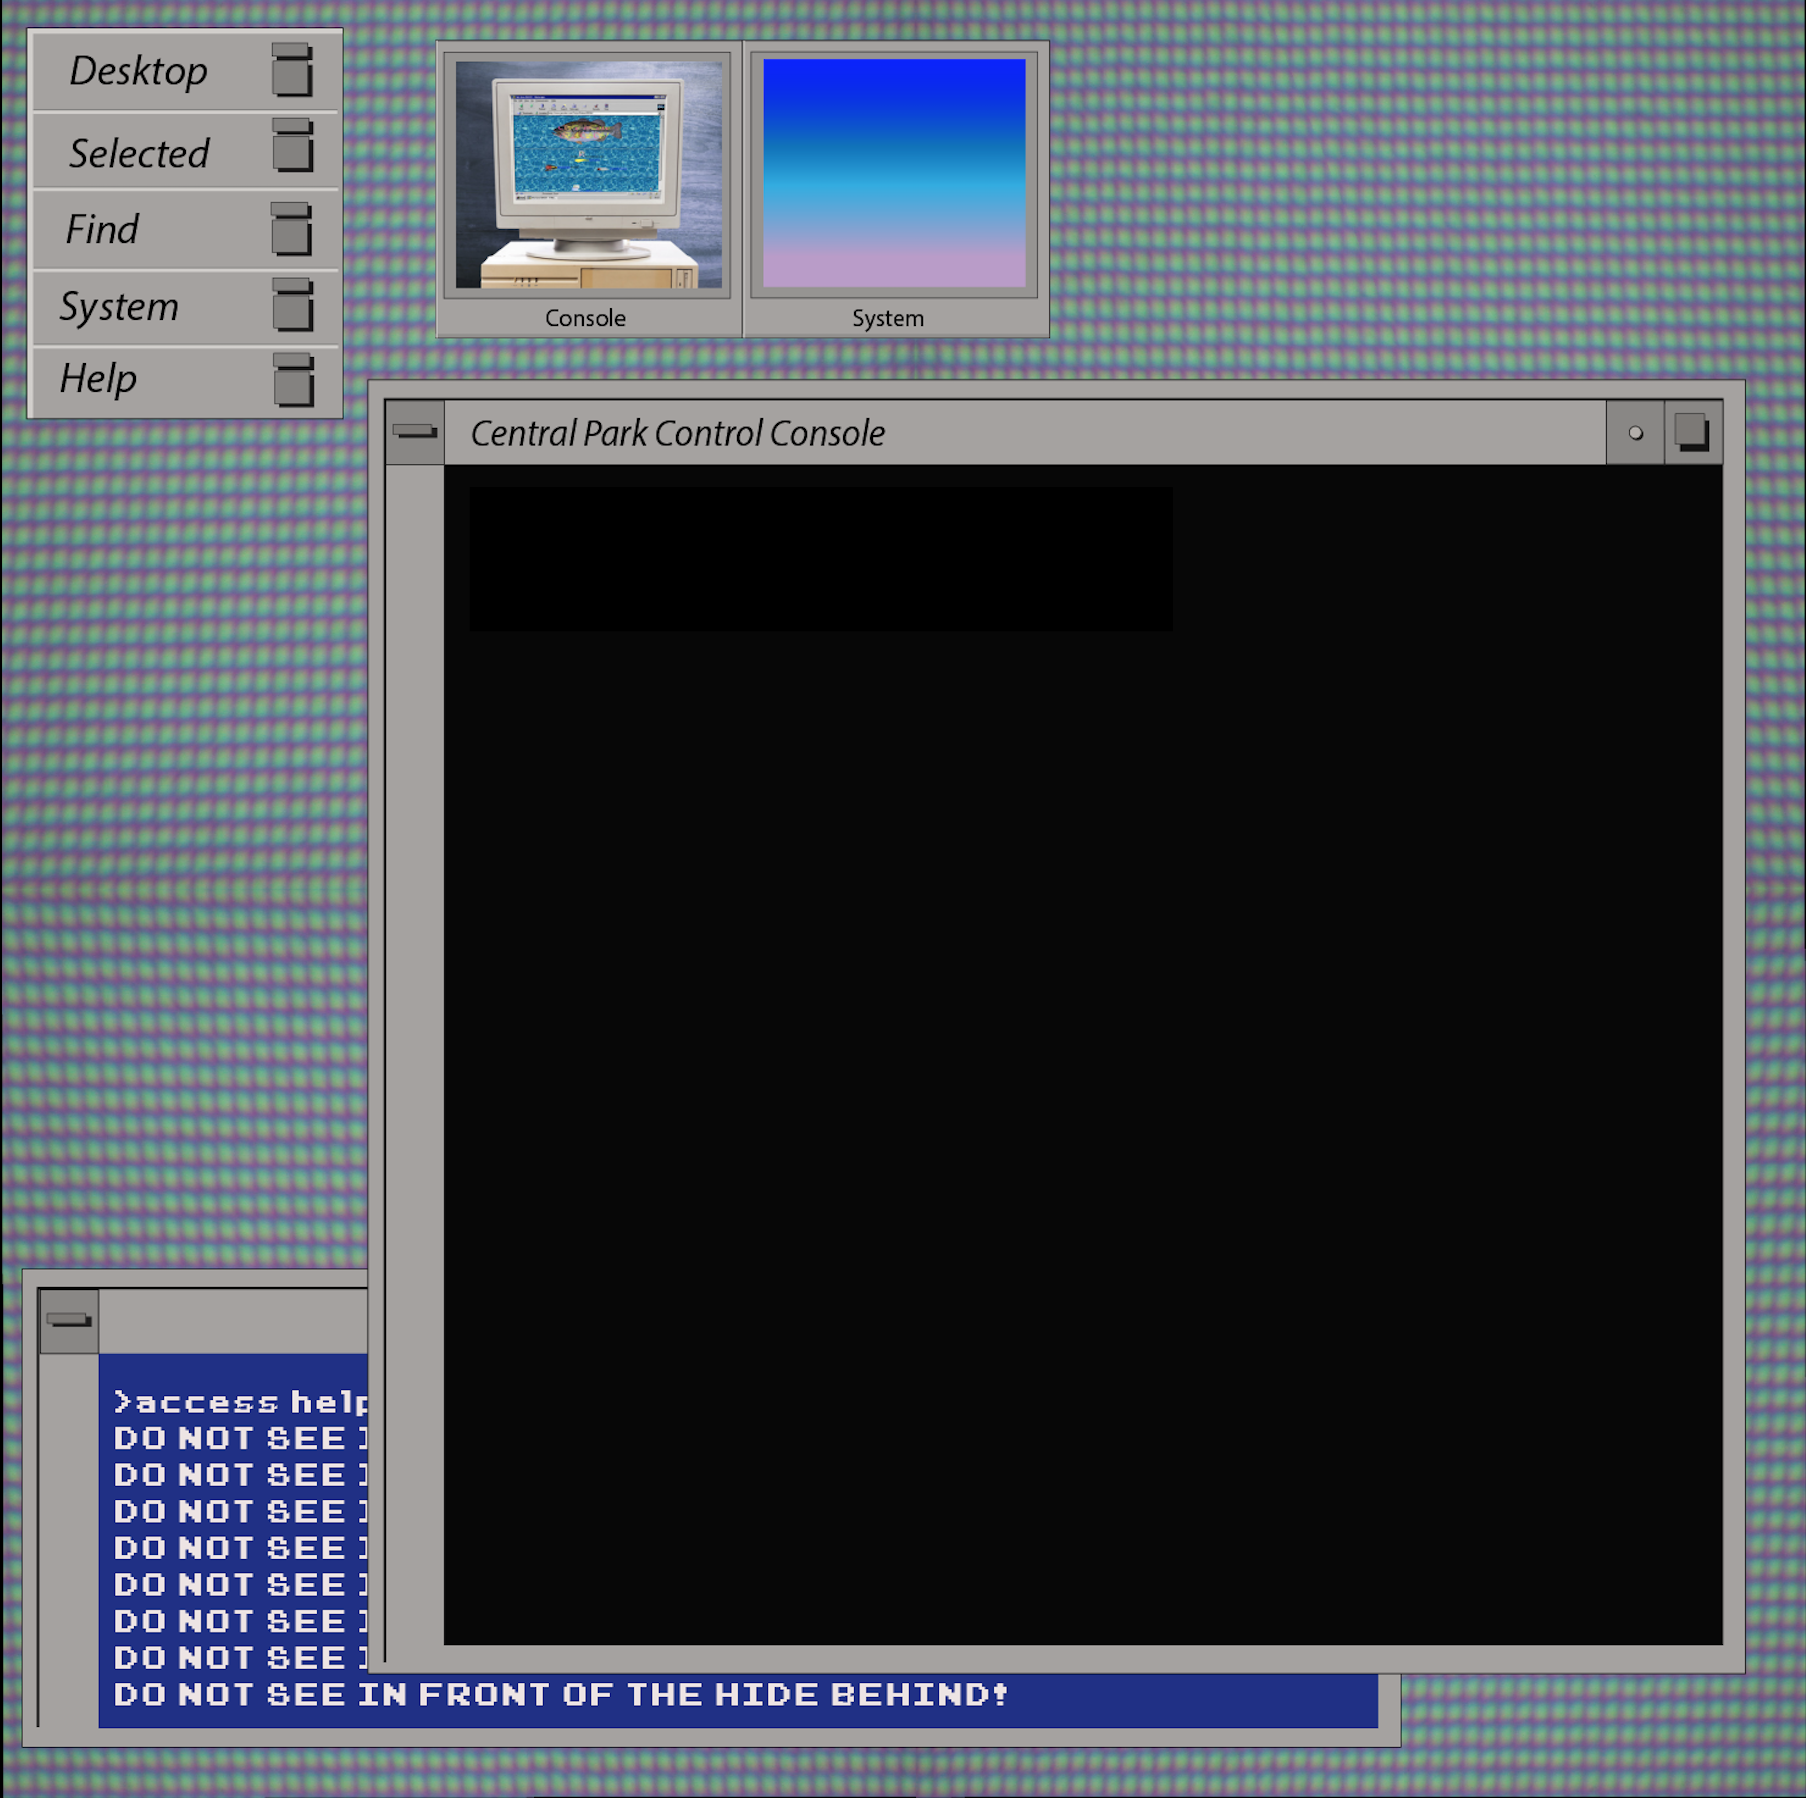 Desktop
Selected
Find
System
Help
Console
System
Central Park Control Console
>access help
DO NOT SEE
DO NOT SEE
DO NOT SEE
DO NOT SEE
DO NOT SEE
DO NOT SEE
DO NOT SEE
DO NOT SEE IN FRONT OF THE HIDE BEHIND!